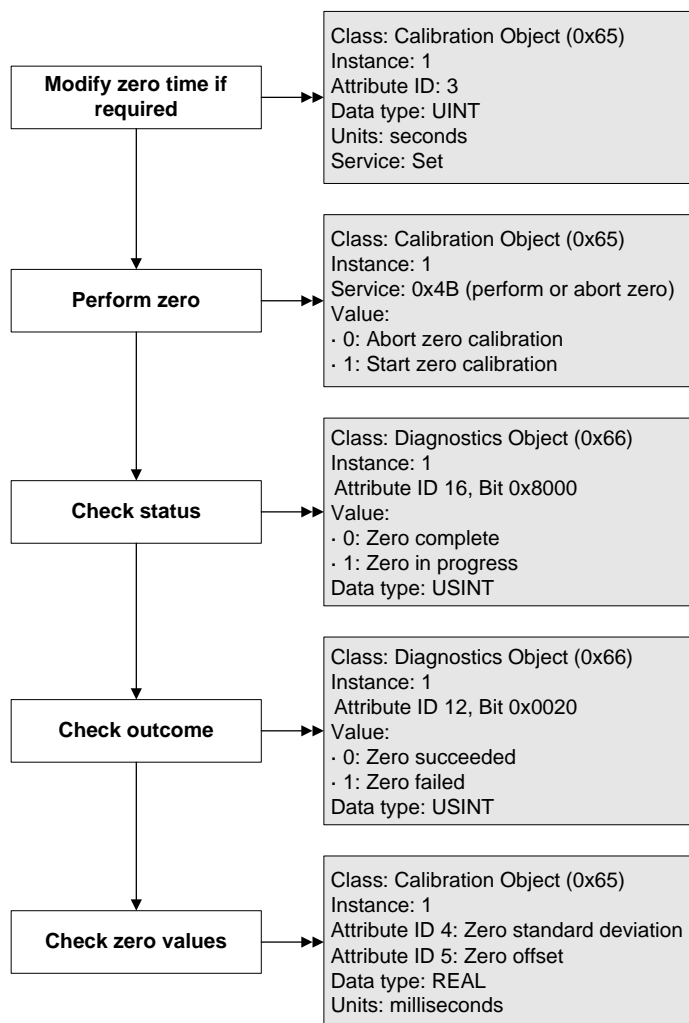 Modify zero time if
required
Class: Calibration Object (0x65)
Instance: 1
Attribute ID: 3
Data type: UINT
Units: seconds
Service: Set
Perform zero
Class: Calibration Object (0x65)
Instance: 1
Service: 0x4B (perform or abort zero)
Value:
· 0: Abort zero calibration
· 1: Start zero calibration
Check status
Class: Diagnostics Object (0x66)
Instance: 1
Attribute ID 16, Bit 0x8000
Value:
· 0: Zero complete
· 1: Zero in progress
Data type: USINT
Check outcome
Class: Diagnostics Object (0x66)
Instance: 1
Attribute ID 12, Bit 0x0020
Value:
· 0: Zero succeeded
· 1: Zero failed
Data type: USINT
Check zero values
Class: Calibration Object (0x65)
Instance: 1
Attribute ID 4: Zero standard deviation
Attribute ID 5: Zero offset
Data type: REAL
Units: milliseconds